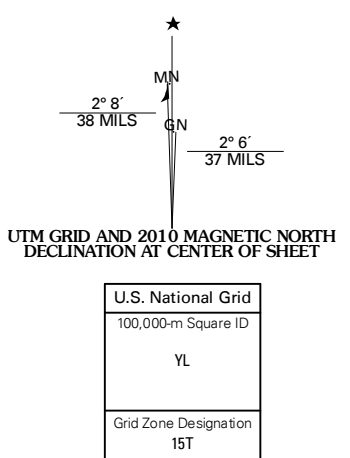 ★
MN
2° 8´
38 MILS
GN
2° 6´
37 MILS
UTM GRID AND 2010 MAGNETIC NORTH
DECLINATION AT CENTER OF SHEET
U.S. National Grid
100,000-m Square ID
YL
Grid Zone Designation
15T